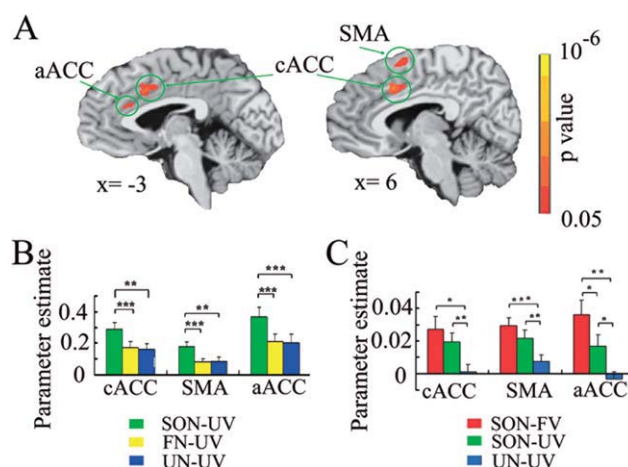 A
SMA
aACC
cACC
x= -3
x= 6
10-6
p value
0.05
B
Parameter estimate
0.4
0.2
0
** *** ** *** *** ***
cACC SMA aACC
SON-UV
FN-UV
UN-UV
C
Parameter estimate
0.04
0.02
0
* ** *** ** ** * *
cACC SMA aACC
SON-FV
SON-UV
UN-UV